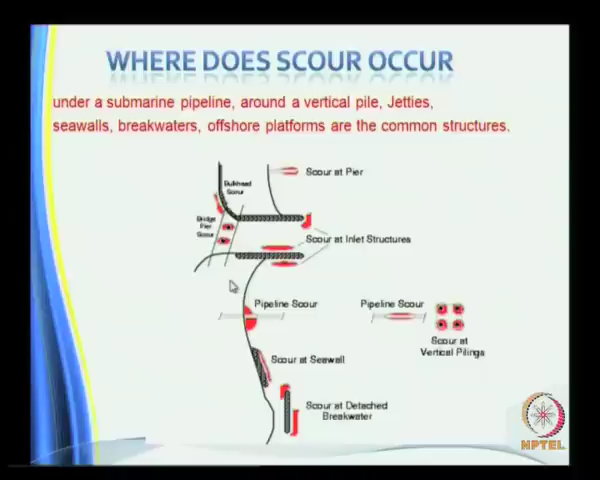 WHERE DOES SCOUR OCCUR
under a submarine pipeline, around a vertical pile, Jetties,
seawalls, breakwaters, offshore platforms are the common structures.
Scour at Pier
Bulkhead
Scour
Bridge
Pier
Scour
Scour at Inlet Structures
Pipeline Scour
Pipeline Scour
Scour at
Vertical Pilings
Scour at Seawall
Scour at Detached
Breakwater
NPTEL